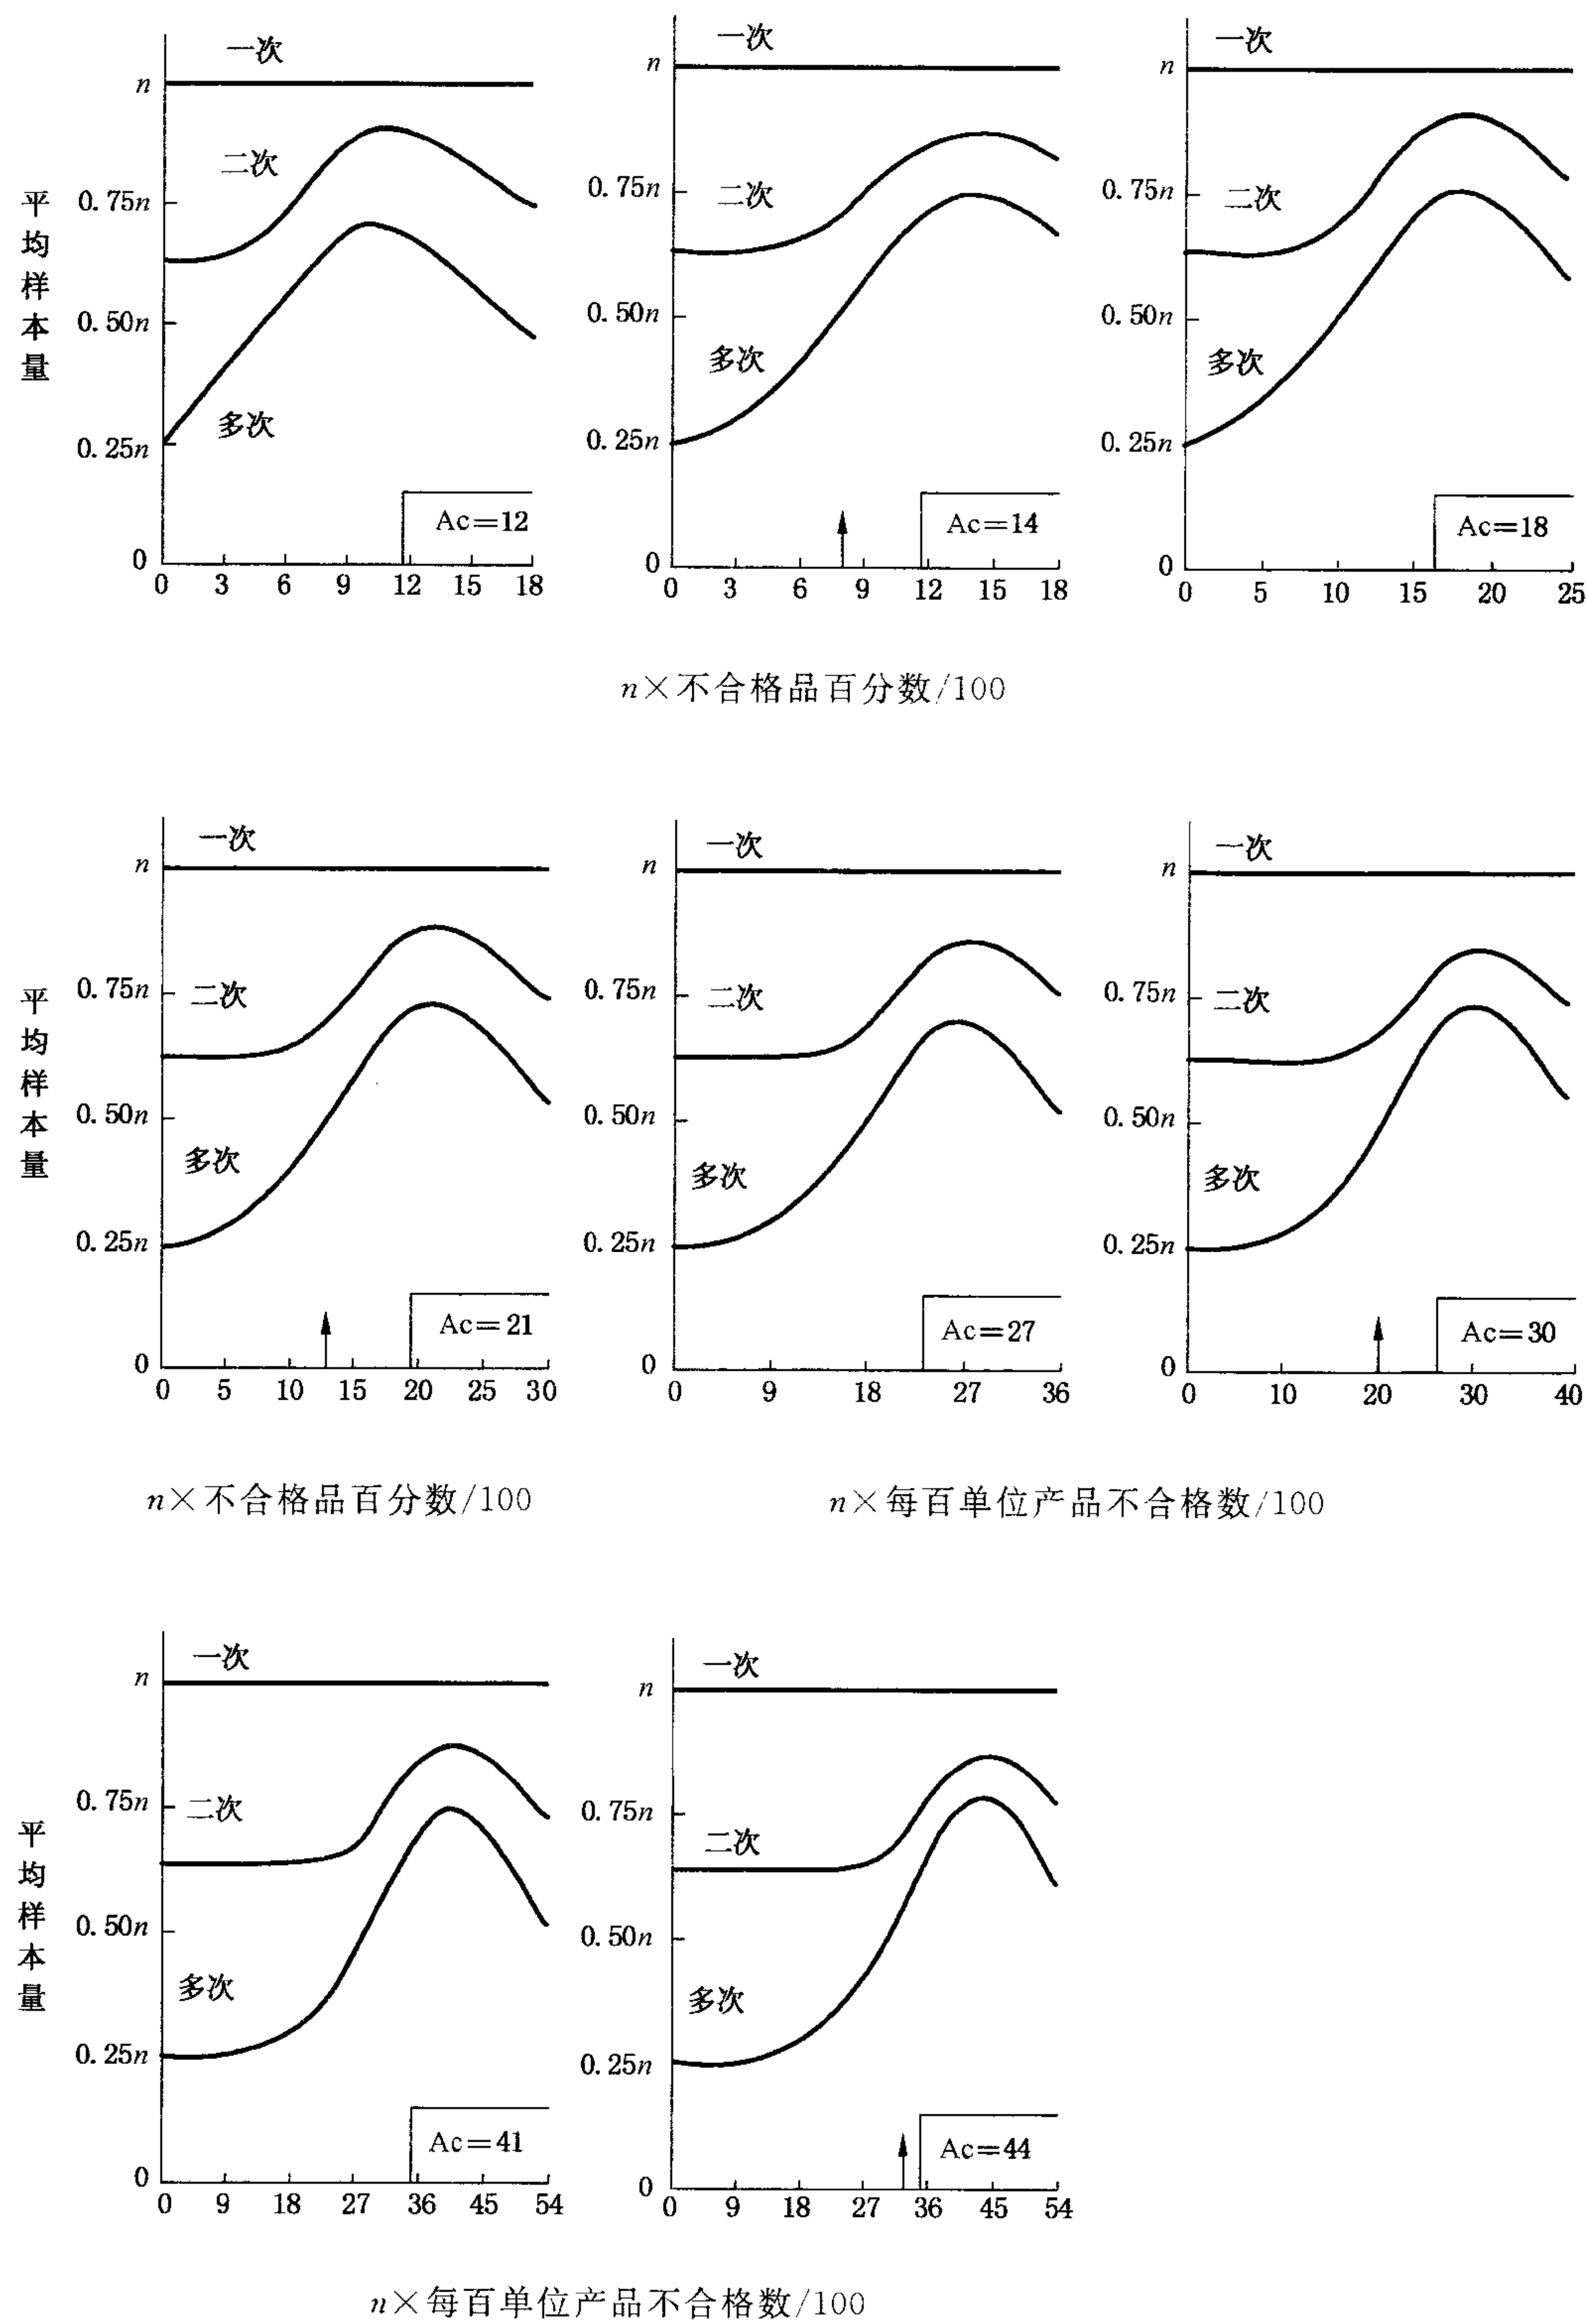 一次 一次 一次
n n n
二次 二次 二次
0.75n 0.75n 0.75n
平均样本量
0.50n 0.50n 0.50n
多次 多次 多次
0.25n 0.25n 0.25n
Ac=12 Ac=14 Ac=18
0 0 0
0 3 6 9 12 15 18 0 3 6 9 12 15 18 0 5 10 15 20 25
n×不合格品百分数/100
一次 一次 一次
n n n
0.75n 二次 0.75n 二次 0.75n 二次
平均样本量
0.50n 0.50n 0.50n
多次 多次 多次
0.25n 0.25n 0.25n
Ac=21 Ac=27 Ac=30
0 0 0
0 5 10 15 20 25 30 0 9 18 27 36 0 10 20 30 40
n×不合格品百分数/100 n×每百单位产品不合格数/100
一次 一次
n n
0.75n 二次 0.75n 二次
平均样本量
0.50n 0.50n
多次 多次
0.25n 0.25n
Ac=41 Ac=44
0 0
0 9 18 27 36 45 54 0 9 18 27 36 45 54
n×每百单位产品不合格数/100